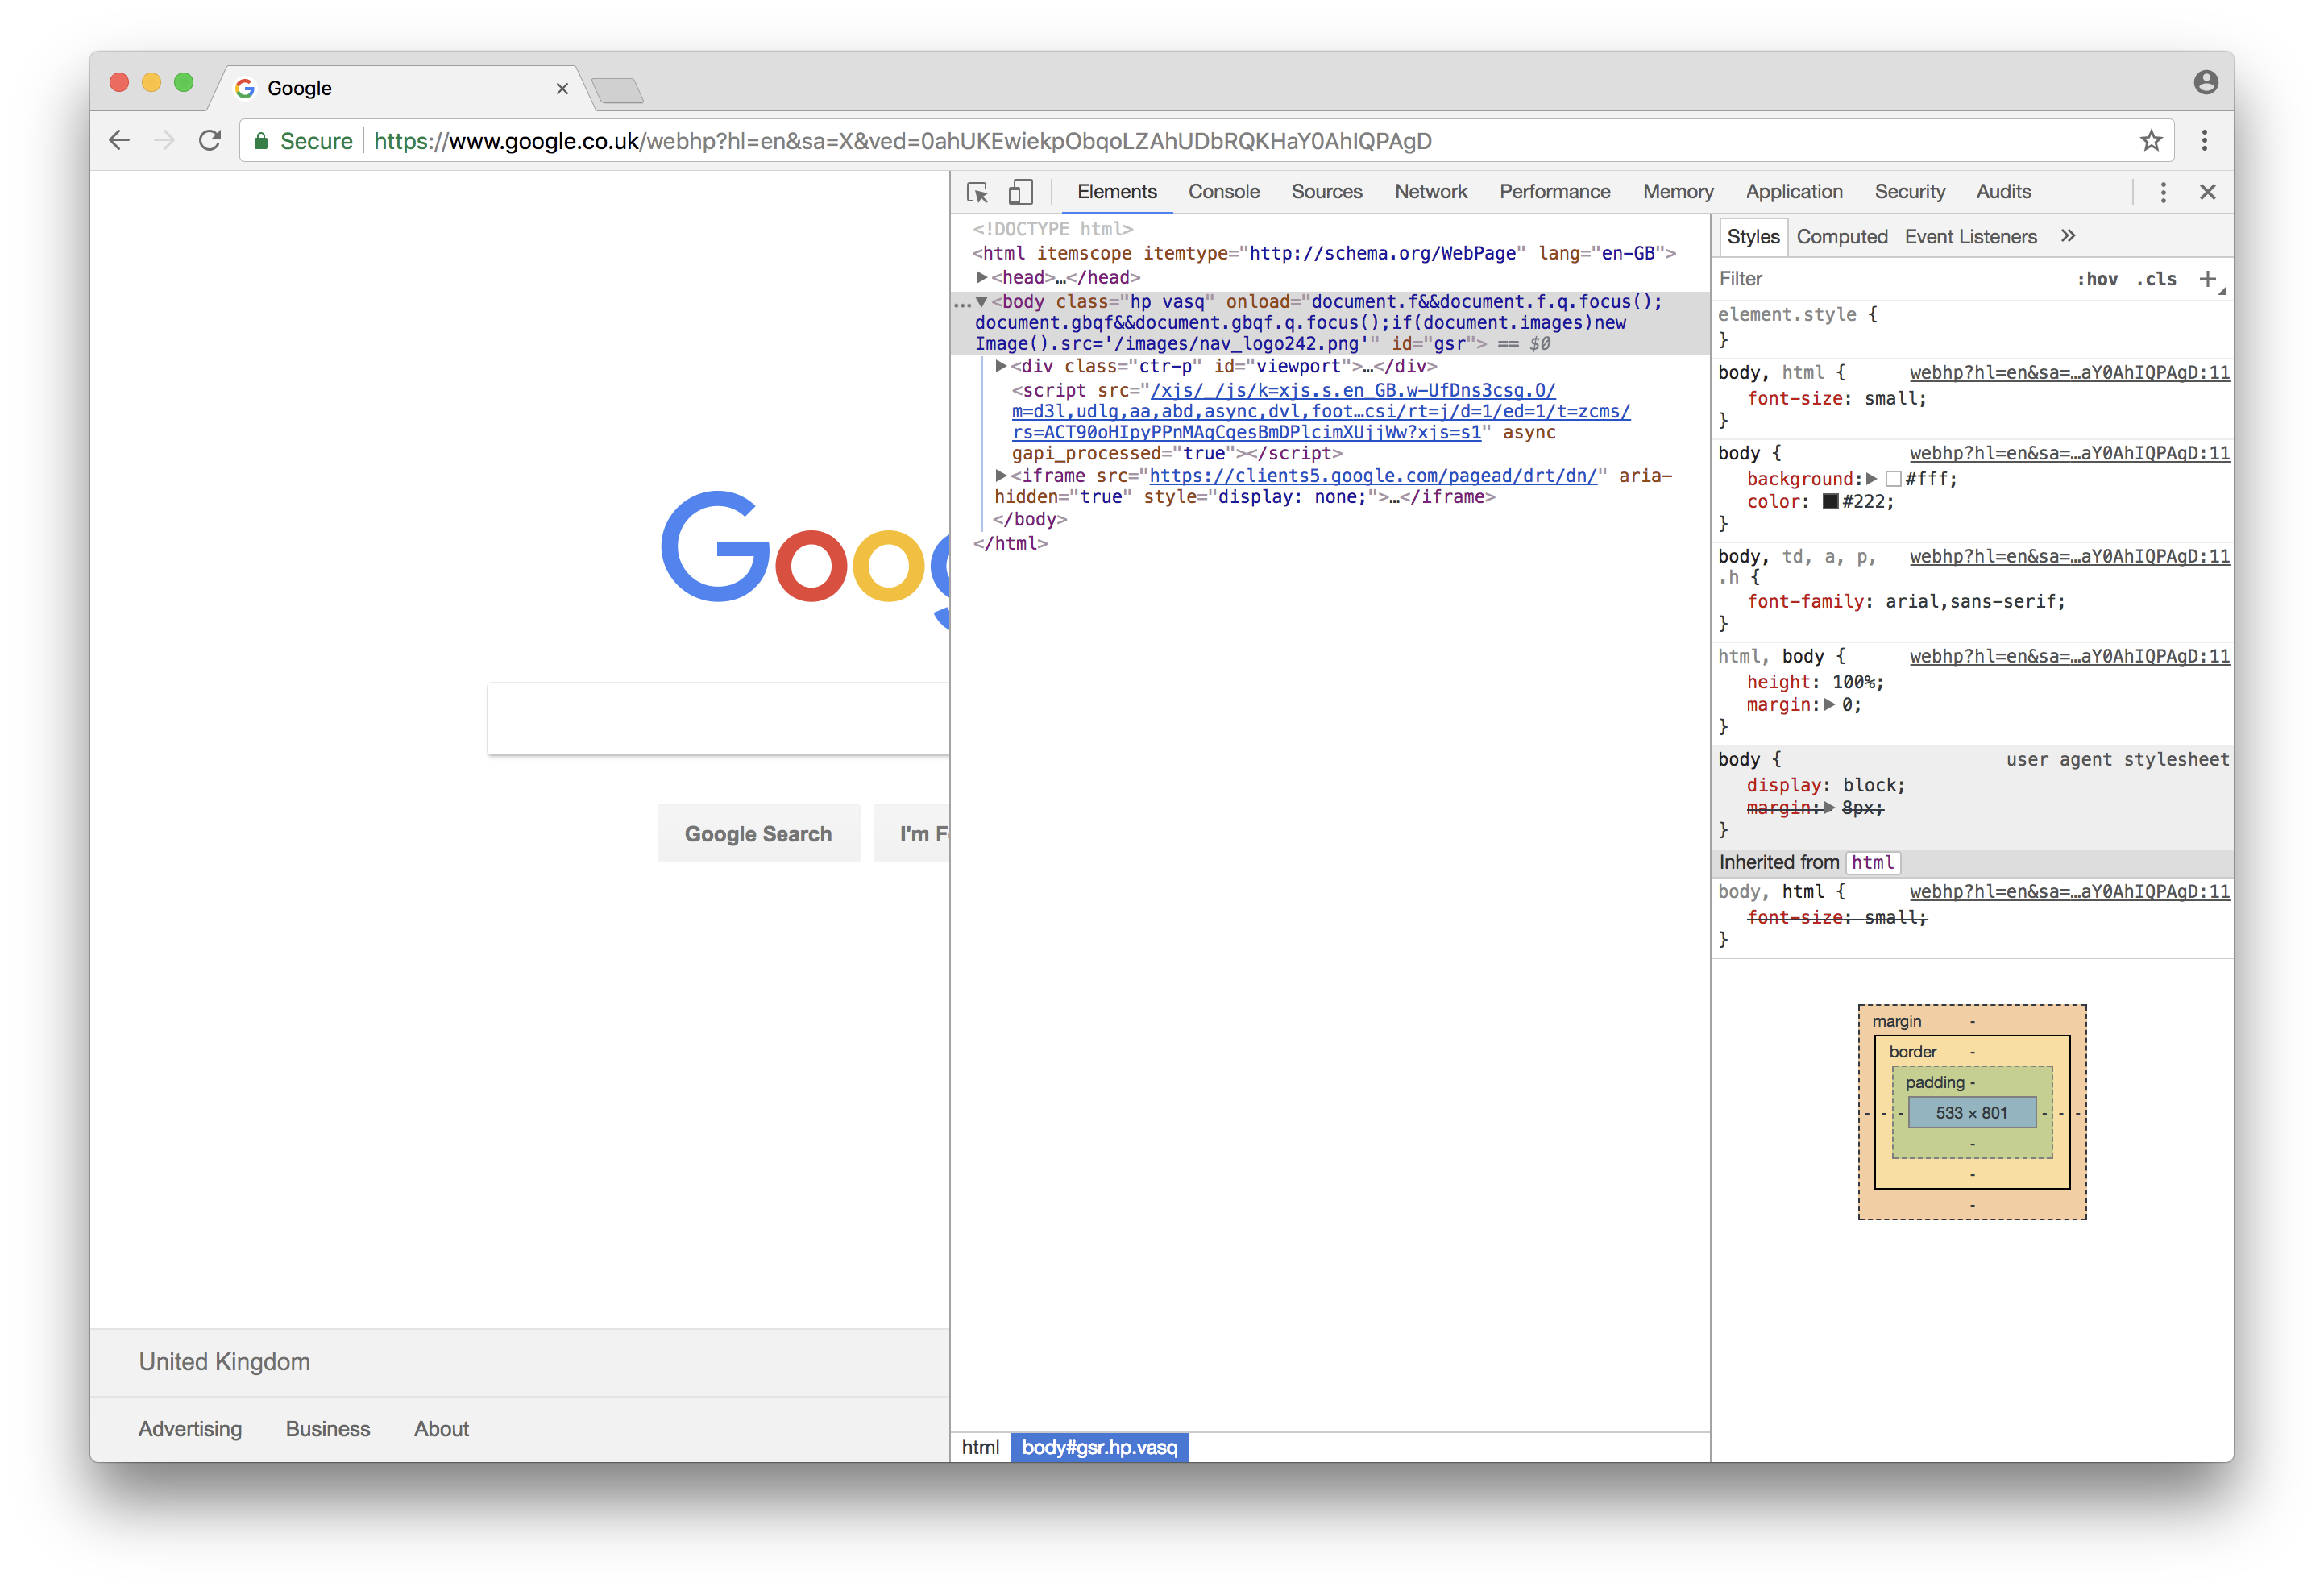 Google
Secure https://www.google.co.uk/webhp?hl=en&sa=X&ved=0ahUKEwiekpObqoLZAhUDbRQKHaY0AhIQPAgD
Goog
Google Search I'm F
United Kingdom
Advertising Business About
Elements Console Sources Network Performance Memory Application Security Audits
<!DOCTYPE html>
<html itemscope itemtype="http://schema.org/WebPage" lang="en-GB">
▶<head>…</head>
…▼<body class="hp vasq" onload="document.f&&document.f.q.focus();
document.gbqf&&document.gbqf.q.focus();if(document.images)new
Image().src='/images/nav_logo242.png'" id="gsr"> == $0
▶<div class="ctr-p" id="viewport">…</div>
<script src="/xjs/_/js/k=xjs.s.en_GB.w-UfDns3csg.O/
m=d3l,udlg,aa,abd,async,dvl,foot…csi/rt=j/d=1/ed=1/t=zcms/
rs=ACT90oHIpyPPnMAgCgesBmDPlcimXUjjWw?xjs=s1" async
gapi_processed="true"></script>
▶<iframe src="https://clients5.google.com/pagead/drt/dn/" aria-
hidden="true" style="display: none;">…</iframe>
</body>
</html>
html body#gsr.hp.vasq
Styles Computed Event Listeners »
Filter :hov .cls +
element.style {
}
body, html { webhp?hl=en&sa=…aY0AhIQPAgD:11
font-size: small;
}
body { webhp?hl=en&sa=…aY0AhIQPAgD:11
background:▶ #fff;
color: #222;
}
body, td, a, p, webhp?hl=en&sa=…aY0AhIQPAgD:11
.h {
font-family: arial,sans-serif;
}
html, body { webhp?hl=en&sa=…aY0AhIQPAgD:11
height: 100%;
margin:▶ 0;
}
body { user agent stylesheet
display: block;
margin:▶ 8px;
}
Inherited from html
body, html { webhp?hl=en&sa=…aY0AhIQPAgD:11
font-size: small;
}
margin -
border -
padding -
- - - 533 × 801 - - -
-
-
-